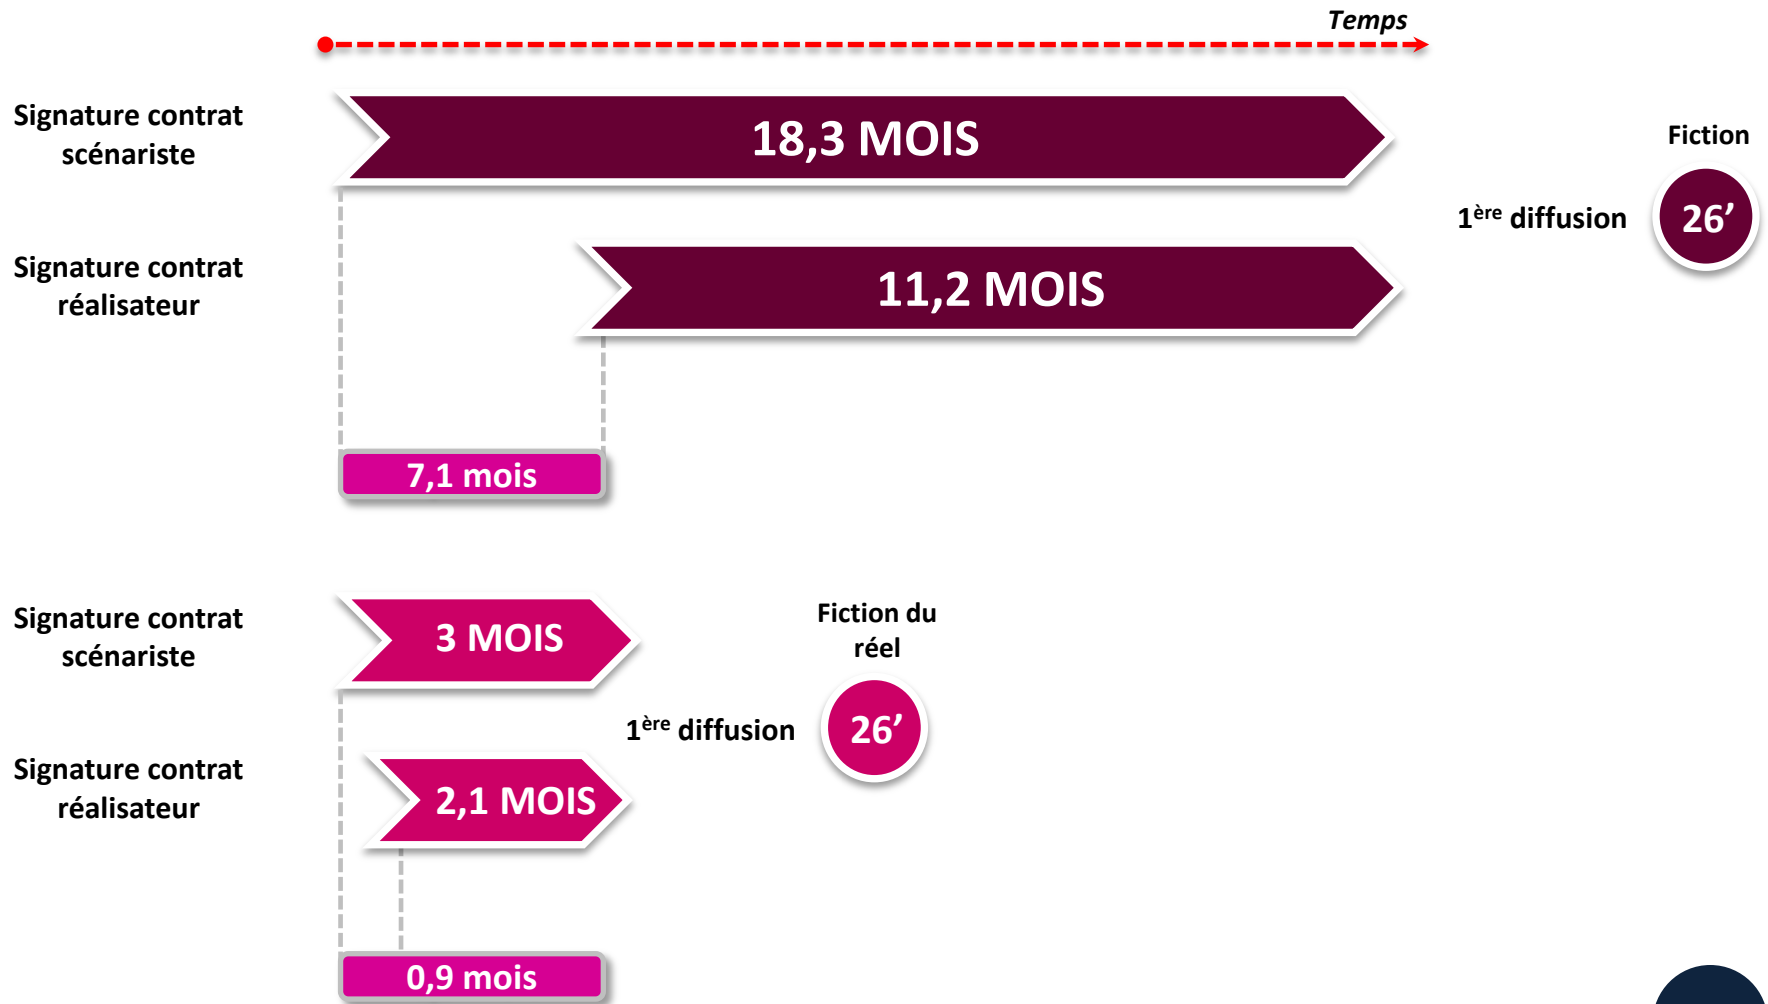 Temps
Signature contrat
scénariste
18,3 MOIS
Fiction
1ère diffusion
26’
Signature contrat
réalisateur
11,2 MOIS
7,1 mois
Signature contrat
scénariste
3 MOIS
Fiction du
réel
1ère diffusion
26’
Signature contrat
réalisateur
2,1 MOIS
0,9 mois